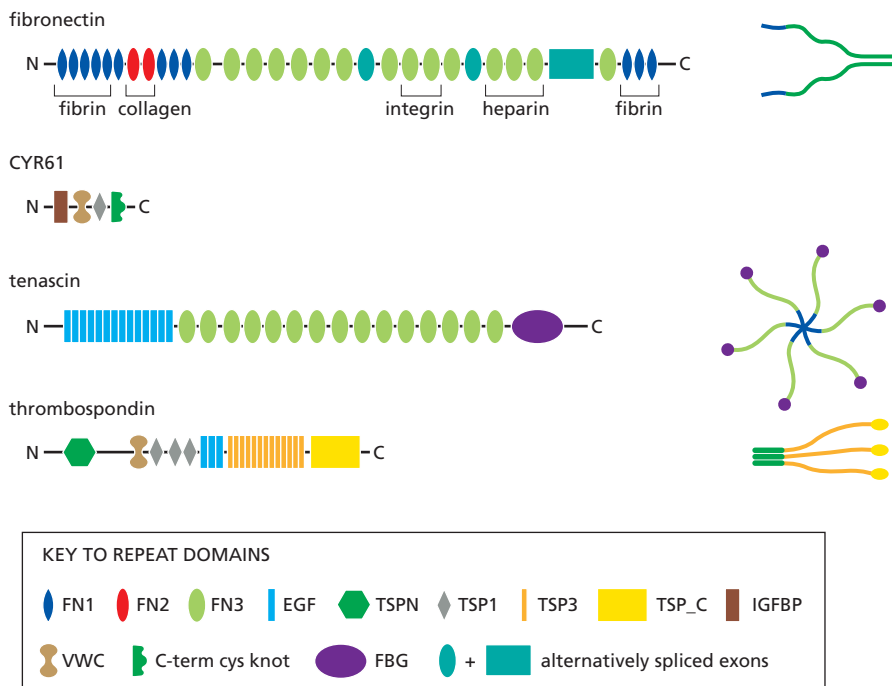 fibronectin
N C
fibrin collagen integrin heparin fibrin
CYR61
N C
tenascin
N C
thrombospondin
N C
KEY TO REPEAT DOMAINS
FN1 FN2 FN3 EGF TSPN TSP1 TSP3 TSP_C IGFBP
VWC C-term cys knot FBG + alternatively spliced exons